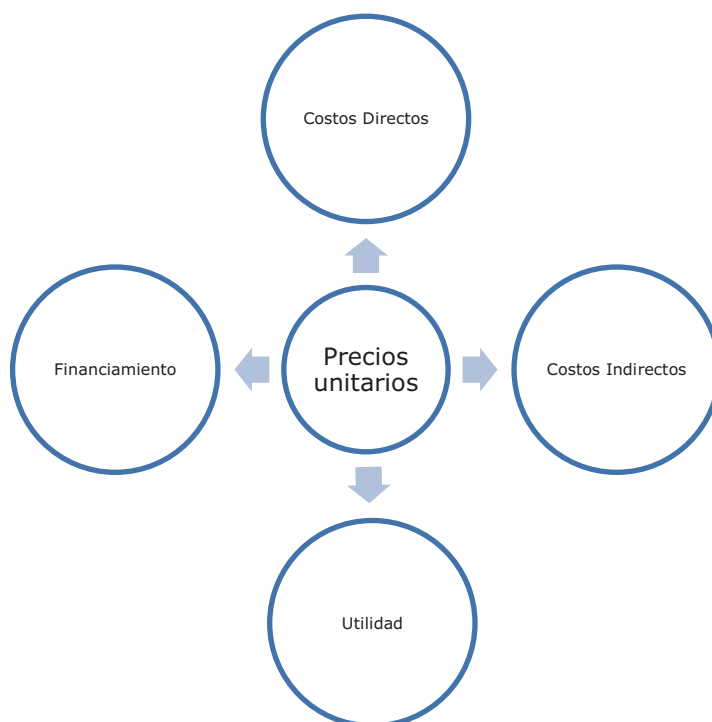 Costos Directos
Financiamiento
Precios
unitarios
Costos Indirectos
Utilidad